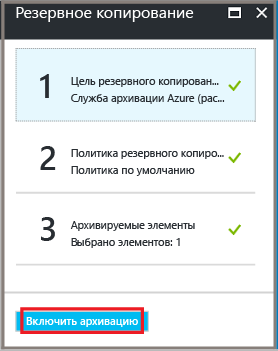 Резервное копирование
1
Цель резервного копирован...
Служба архивации Azure (рас...
2
Политика резервного копиро...
Политика по умолчанию
3
Архивируемые элементы
Выбрано элементов: 1
Включить архивацию